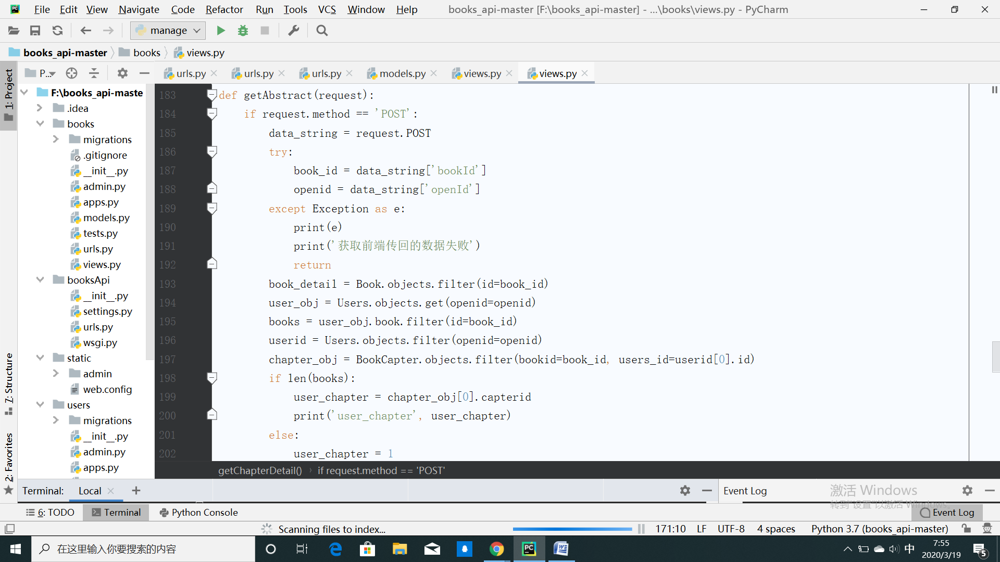 File Edit View Navigate Code Refactor Run Tools VCS Window Help books_api-master [F:\books_api-master] - ...\books\views.py - PyCharm
manage
books_api-master books views.py
1: Project
P... urls.py urls.py urls.py models.py views.py views.py
F:\books_api-maste
.idea
books
migrations
.gitignore
__init__.py
admin.py
apps.py
models.py
tests.py
urls.py
views.py
booksApi
__init__.py
settings.py
urls.py
wsgi.py
static
admin
web.config
users
migrations
__init__.py
admin.py
apps.py
7: Structure
2: Favorites
183 def getAbstract(request):
184 if request.method == 'POST':
185 data_string = request.POST
186 try:
187 book_id = data_string['bookId']
188 openid = data_string['openId']
189 except Exception as e:
190 print(e)
191 print('获取前端传回的数据失败')
192 return
193 book_detail = Book.objects.filter(id=book_id)
194 user_obj = Users.objects.get(openid=openid)
195 books = user_obj.book.filter(id=book_id)
196 userid = Users.objects.filter(openid=openid)
197 chapter_obj = BookCapter.objects.filter(bookid=book_id, users_id=userid[0].id)
198 if len(books):
199 user_chapter = chapter_obj[0].capterid
200 print('user_chapter', user_chapter)
201 else:
202 user_chapter = 1
getChapterDetail() if request.method == 'POST'
Terminal: Local + Event Log
激活 Windows
转到"设置"以激活 Windows。
6: TODO Terminal Python Console Event Log
Scanning files to index... 171:10 LF UTF-8 4 spaces Python 3.7 (books_api-master)
在这里输入你要搜索的内容
中 7:55
2020/3/19
5